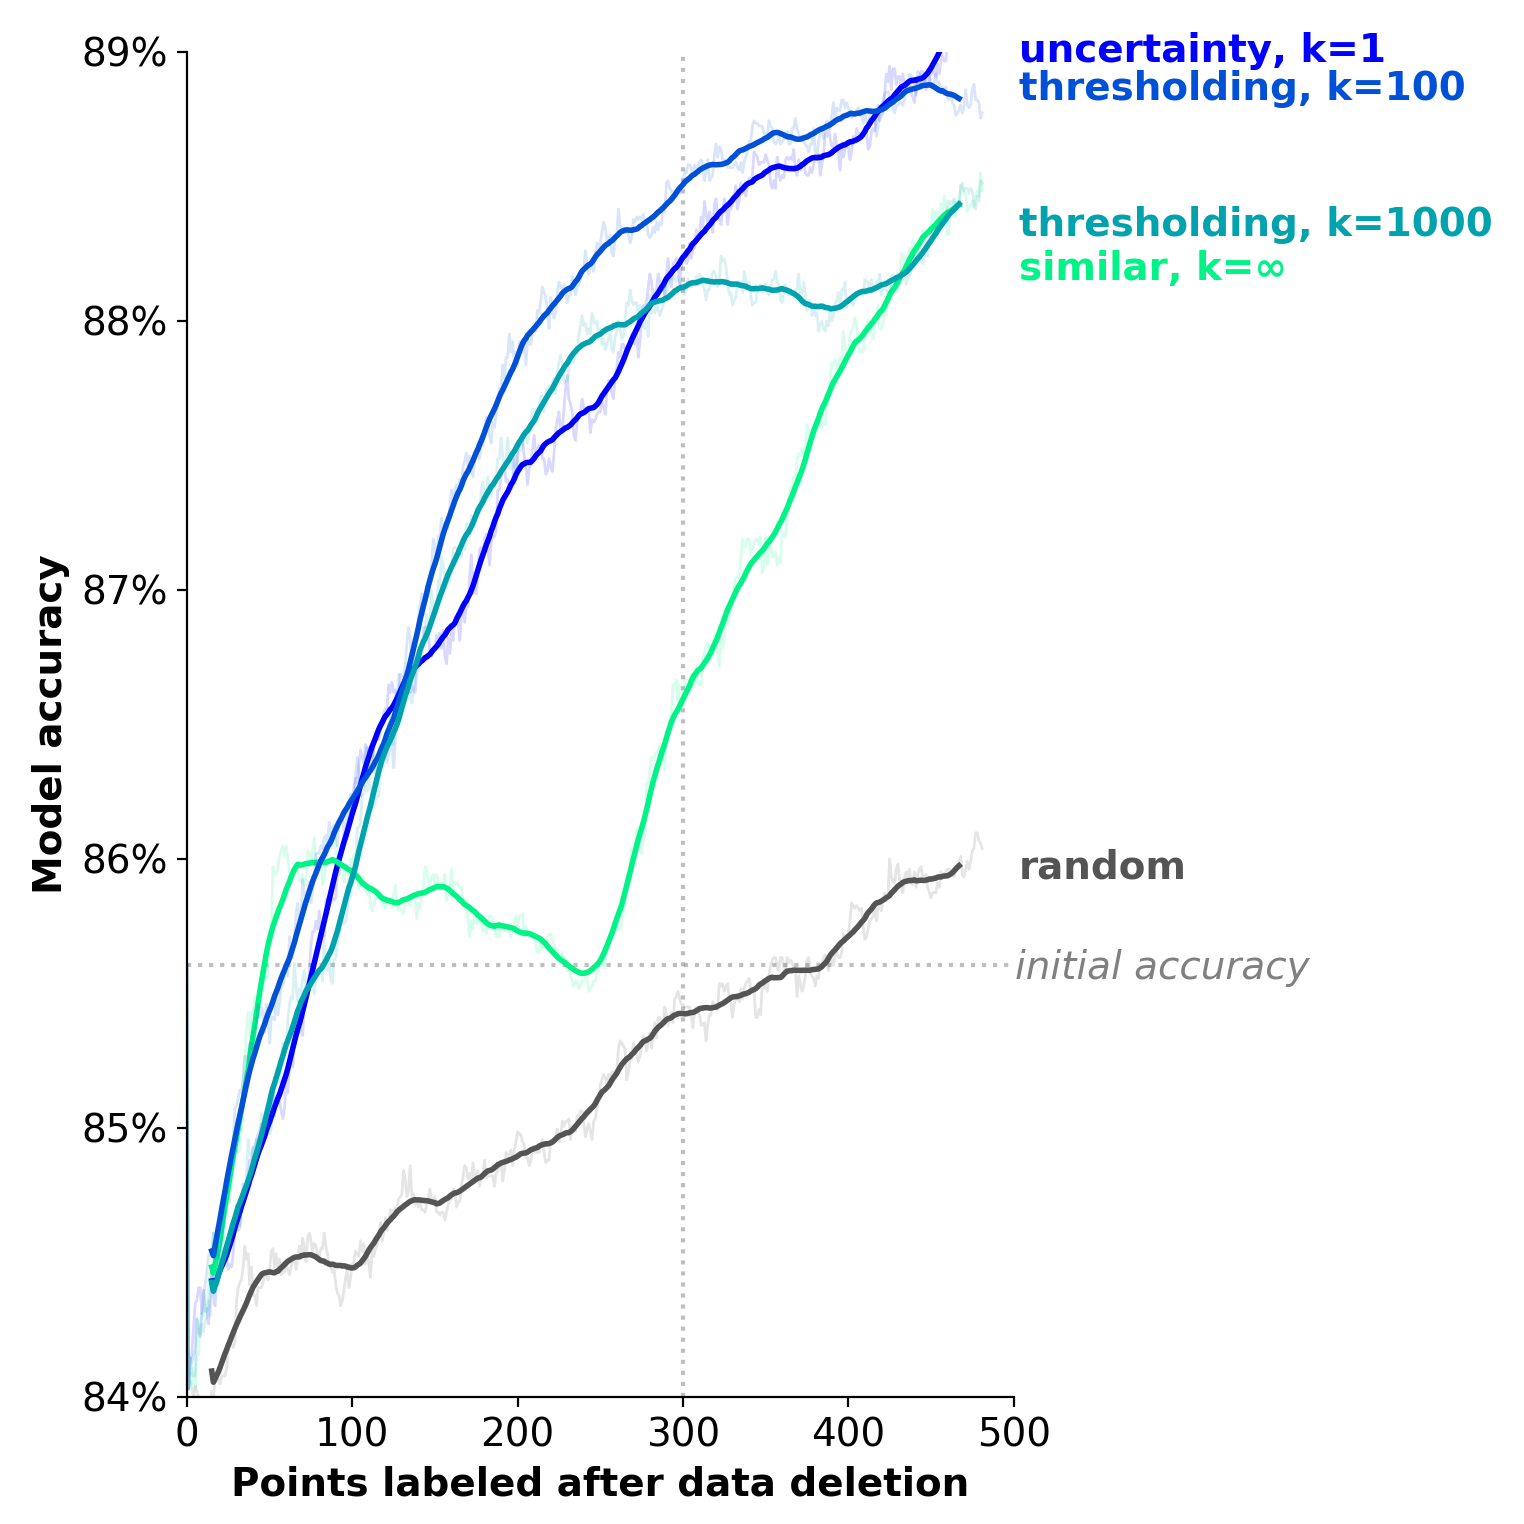 89%
88%
87%
86%
85%
84%
Model accuracy
0 100 200 300 400 500
Points labeled after data deletion
uncertainty, k=1
thresholding, k=100
thresholding, k=1000
similar, k=∞
random
initial accuracy